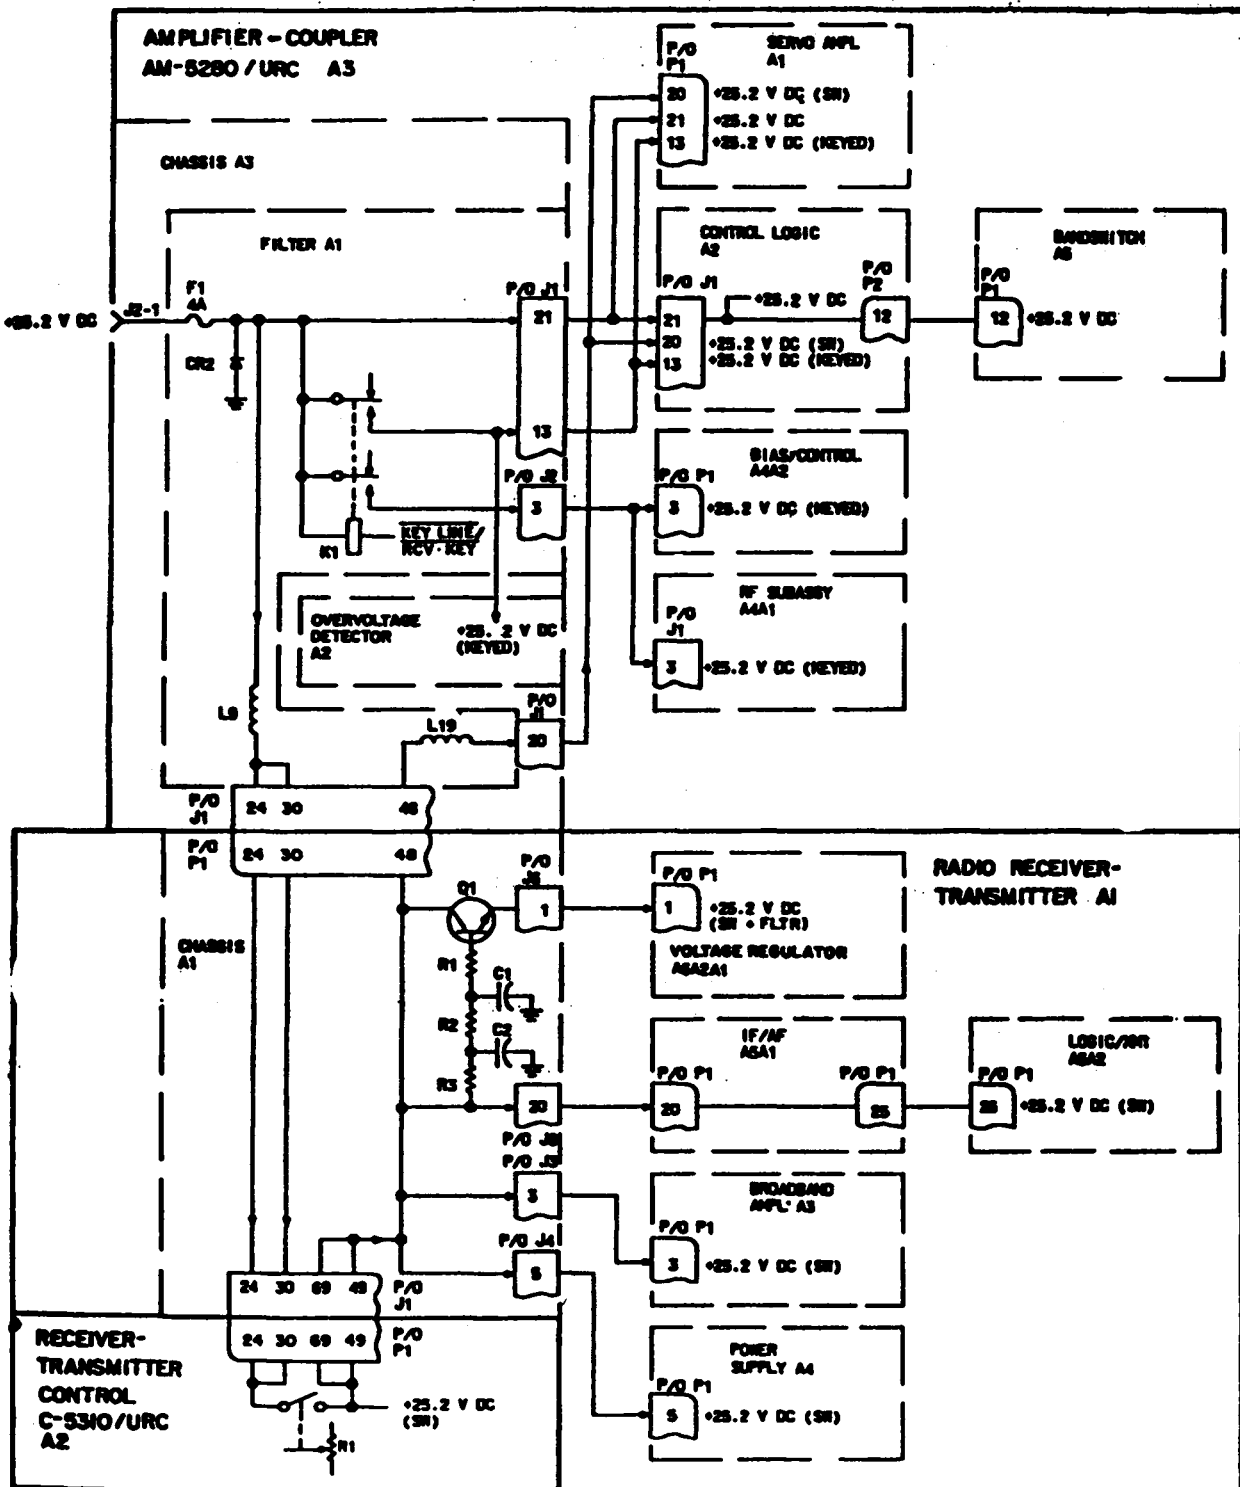 AMPLIFIER-COUPLER
AM-5280/URC A3
SERVO AMPL
A1
P/O
P1
20 +25.2 V DC (SW)
21 +25.2 V DC
13 +25.2 V DC (KEYED)
CHASSIS A3
FILTER A1
F1
4A
+25.2 V DC
J2-1
CR2
P/O J1
21
13
CONTROL LOGIC
A2
P/O J1
+25.2 V DC
21
20 +25.2 V DC (SW)
13 +25.2 V DC (KEYED)
P/O
P2
12
BANDSWITCH
A5
P/O
P1
12 +25.2 V DC
K1
KEY LINE/
RCV-KEY
P/O J2
3
BIAS/CONTROL
A4A2
P/O P1
3 +25.2 V DC (KEYED)
RF SUBASSY
A4A1
P/O
J1
3 +25.2 V DC (KEYED)
OVERVOLTAGE
DETECTOR
A2
+25.2 V DC
(KEYED)
L9
L19
P/O
J1
20
P/O
J1
24 30 48
P/O
P1
24 30 48
RADIO RECEIVER-
TRANSMITTER A1
CHASSIS
A1
Q1
P/O
1
P/O P1
1 +25.2 V DC
(SW + FLTR)
VOLTAGE REGULATOR
A6A2A1
R1
C1
R2
C2
R3
20
P/O
IF/AF
A5A1
P/O P1
20
P/O P1
25
P/O P1
+25.2 V DC (SW)
P/O J3
3
BROADBAND
AMPL A3
P/O P1
3 +25.2 V DC (SW)
P/O J4
5
POWER
SUPPLY A4
P/O P1
5 +25.2 V DC (SW)
24 30 69 49
P/O
J1
24 30 69 49
P/O
P1
RECEIVER-
TRANSMITTER
CONTROL
C-5310/URC
A2
+25.2 V DC
(SW)
R1